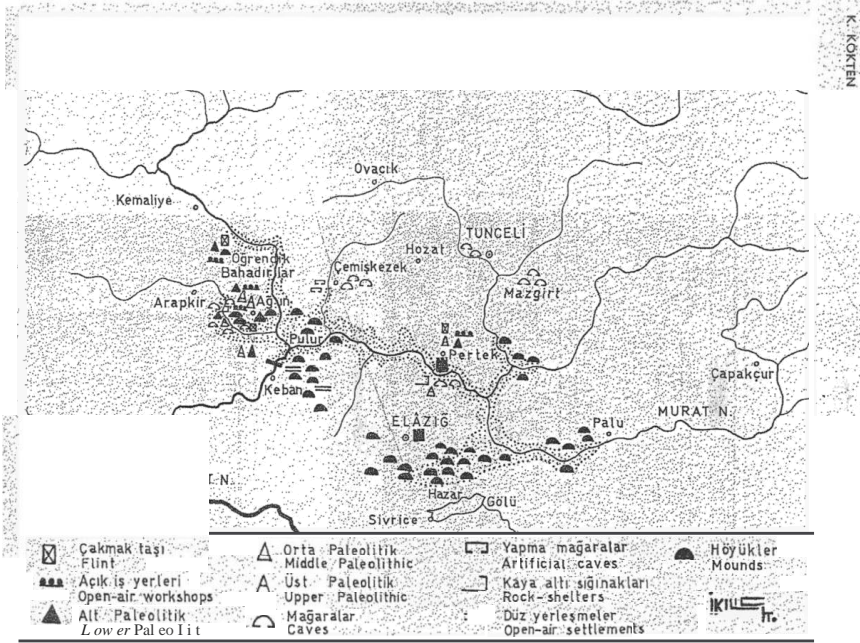 K. KÖKTEN
Ovacık
Kemaliye
TUNCELİ
Hozat
Öğrendik
Bahadırlar
Çemişkezek
Mazgirt
Arapkir
Ağın
Pulur
Pertek
Çapakçur
Keban
MURAT N.
ELÂZIĞ
Palu
T N.
Hazar
Gölü
Sivrice
Çakmak taşı
Flint
Açık iş yerleri
Open-air workshops
Alt Paleolitik
Lower Paleolit
Orta Paleolitik
Middle Paleolithic
Üst Paleolitik
Upper Paleolithic
Mağaralar
Caves
Yapma mağaralar
Artificial caves
Kaya altı sığınakları
Rock-shelters
Düz yerleşmeler
Open-air settlements
Höyükler
Mounds